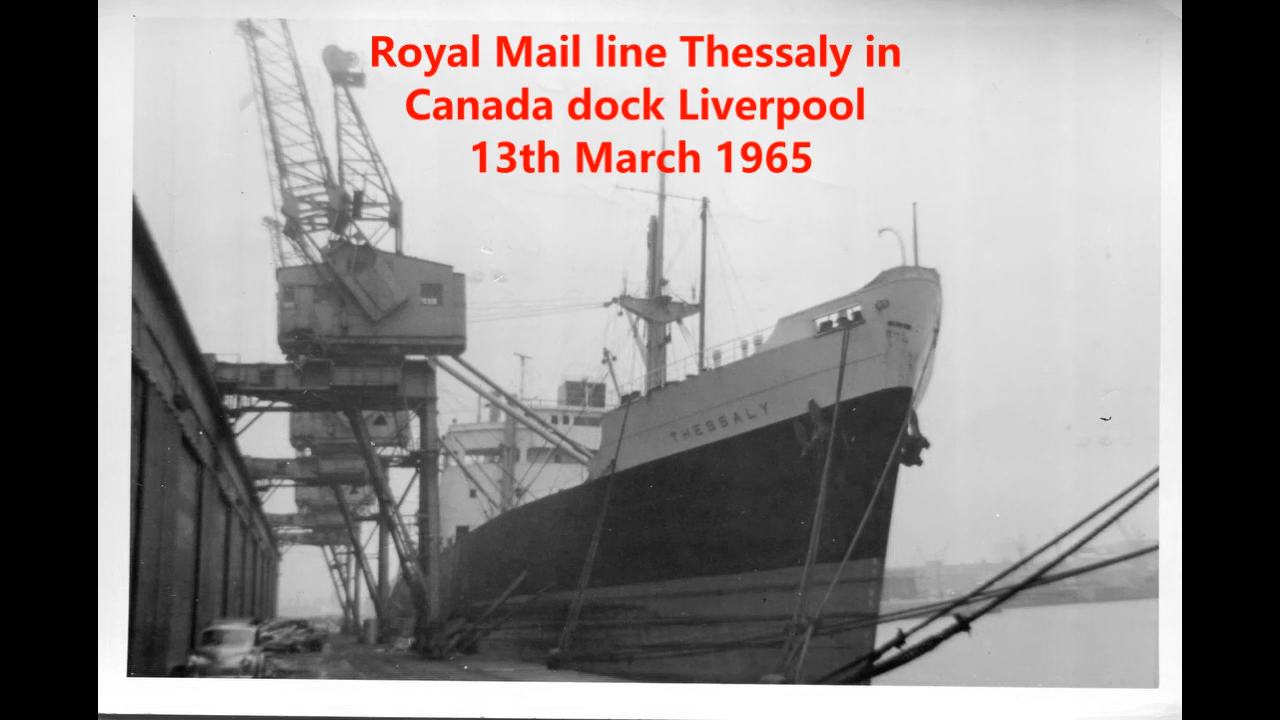 Royal Mail line Thessaly in
Canada dock Liverpool
13th March 1965
THESSALY